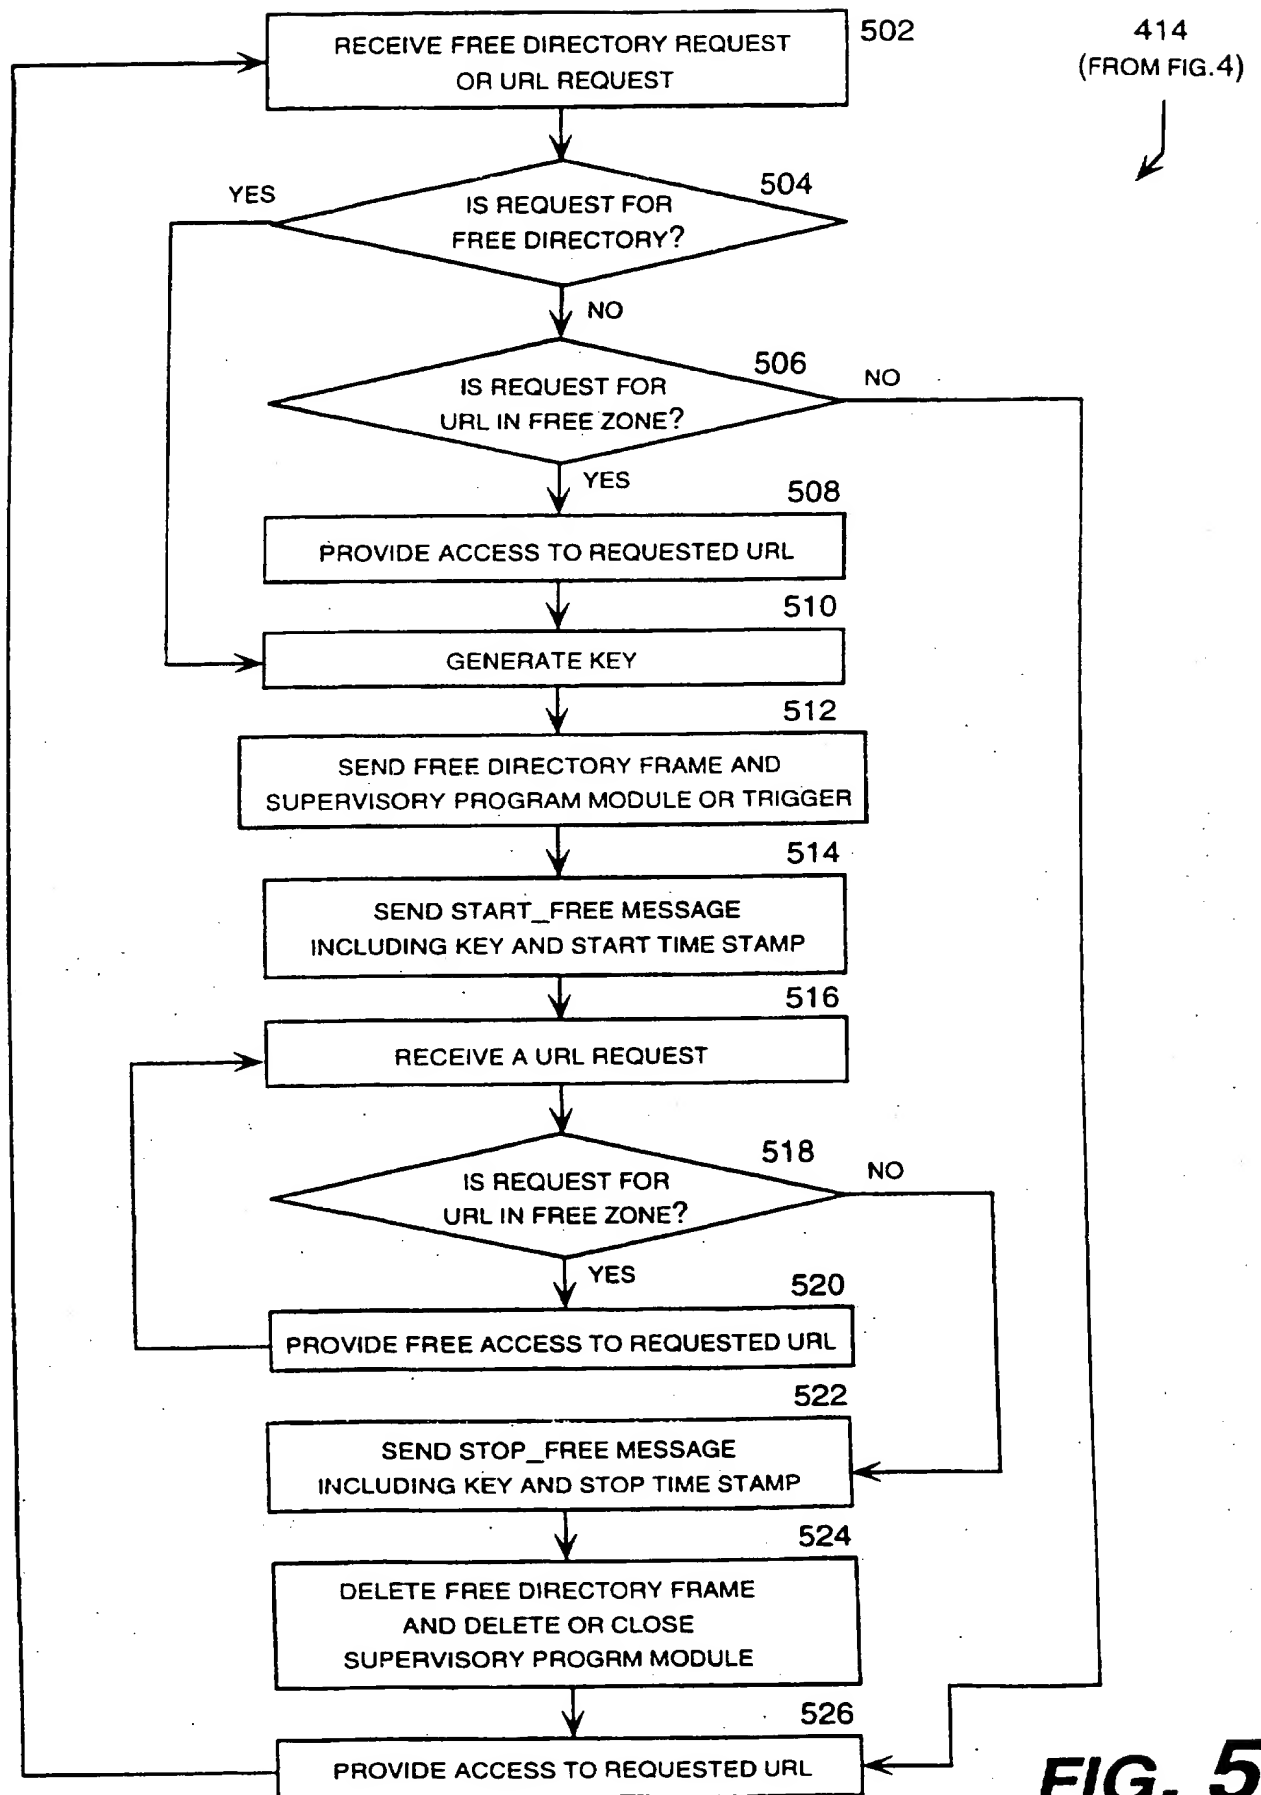 RECEIVE FREE DIRECTORY REQUEST
OR URL REQUEST
502
414
(FROM FIG.4)
504
YES
IS REQUEST FOR
FREE DIRECTORY?
NO
506
NO
IS REQUEST FOR
URL IN FREE ZONE?
YES
508
PROVIDE ACCESS TO REQUESTED URL
510
GENERATE KEY
512
SEND FREE DIRECTORY FRAME AND
SUPERVISORY PROGRAM MODULE OR TRIGGER
514
SEND START_FREE MESSAGE
INCLUDING KEY AND START TIME STAMP
516
RECEIVE A URL REQUEST
518
NO
IS REQUEST FOR
URL IN FREE ZONE?
YES
520
PROVIDE FREE ACCESS TO REQUESTED URL
522
SEND STOP_FREE MESSAGE
INCLUDING KEY AND STOP TIME STAMP
524
DELETE FREE DIRECTORY FRAME
AND DELETE OR CLOSE
SUPERVISORY PROGRM MODULE
526
PROVIDE ACCESS TO REQUESTED URL
FIG. 5